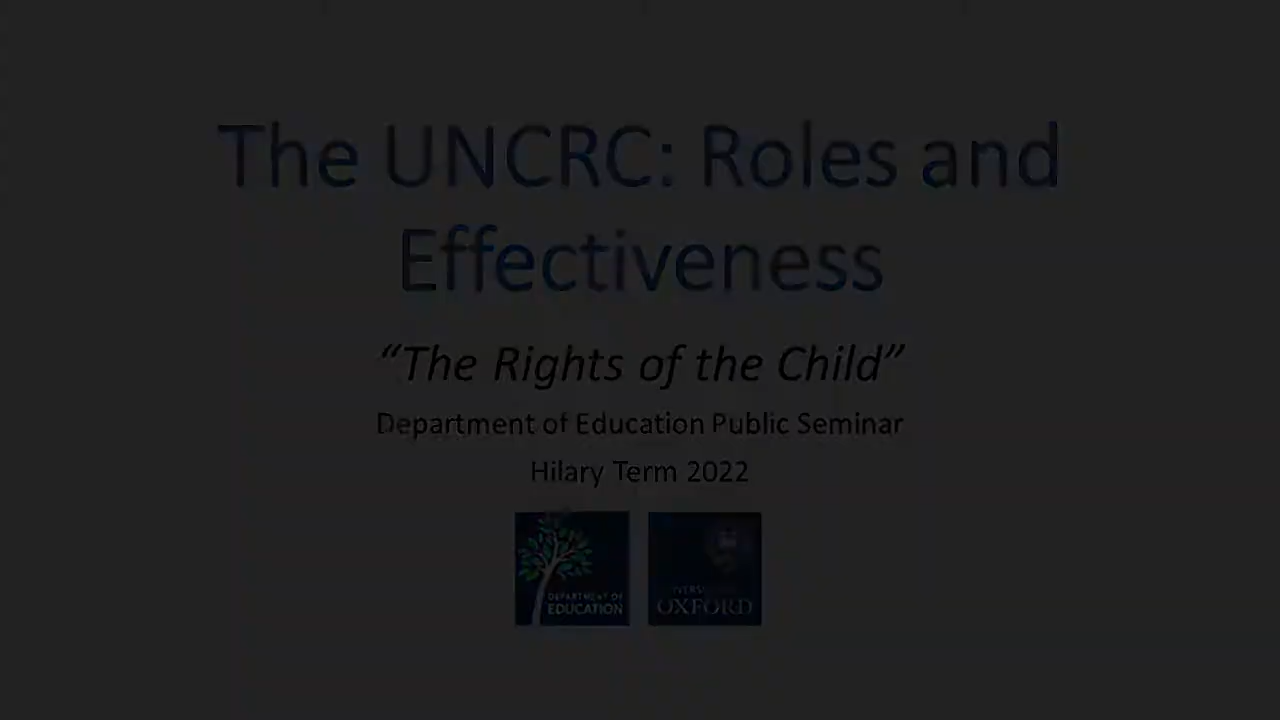 The UNCRC: Roles and
Effectiveness
“The Rights of the Child”
Department of Education Public Seminar
Hilary Term 2022
DEPARTMENT OF
EDUCATION
OXFORD